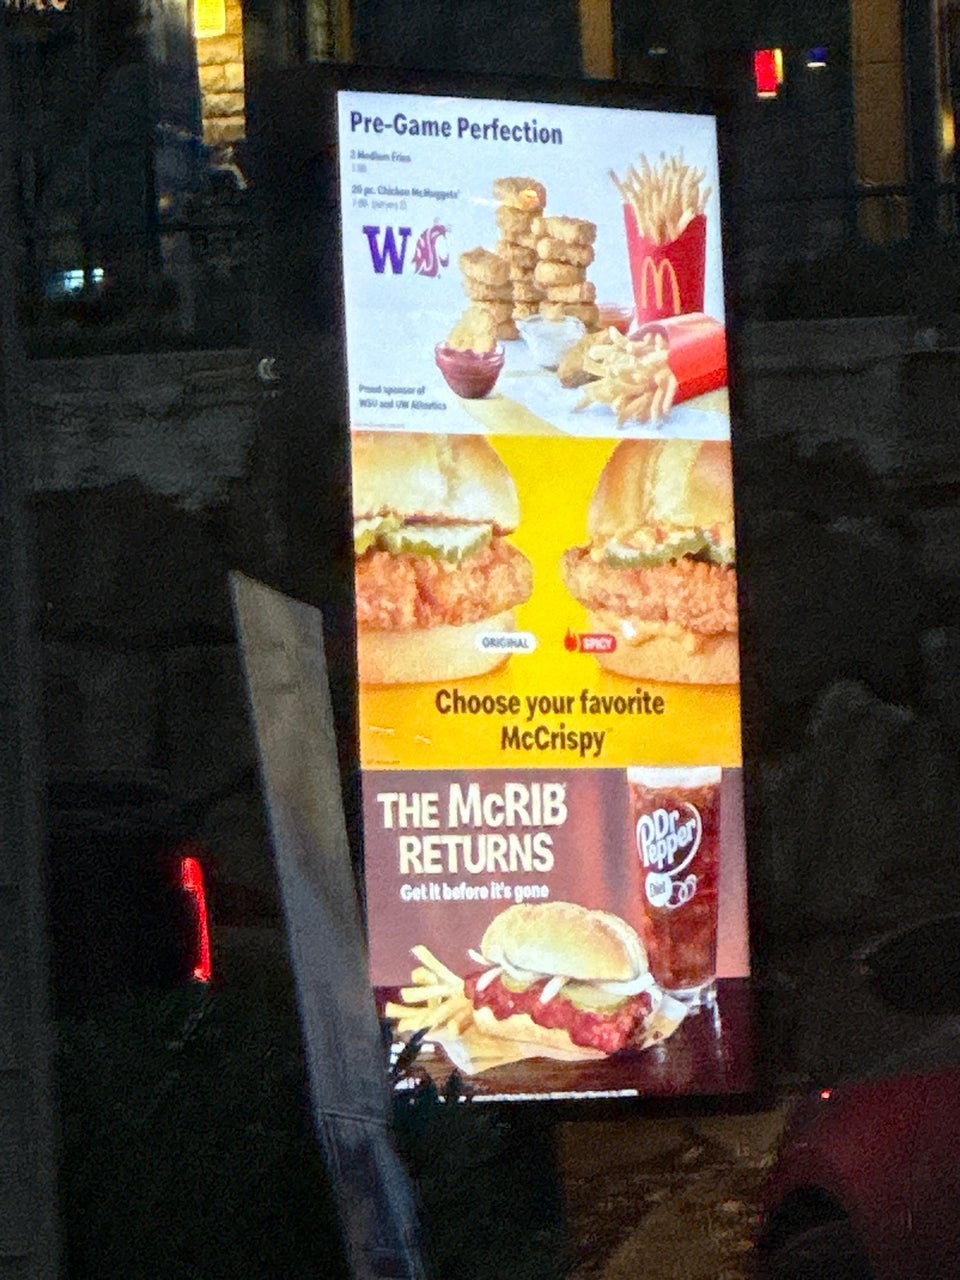 Pre-Game Perfection
2 Medium Fries
20 pc. Chicken McNuggets®
W
WSU
Proud sponsor of
WSU and UW Athletics
ORIGINAL
SPICY
Choose your favorite
McCrispy
THE McRIB
RETURNS
Get it before it's gone
Dr
Pepper
Diet